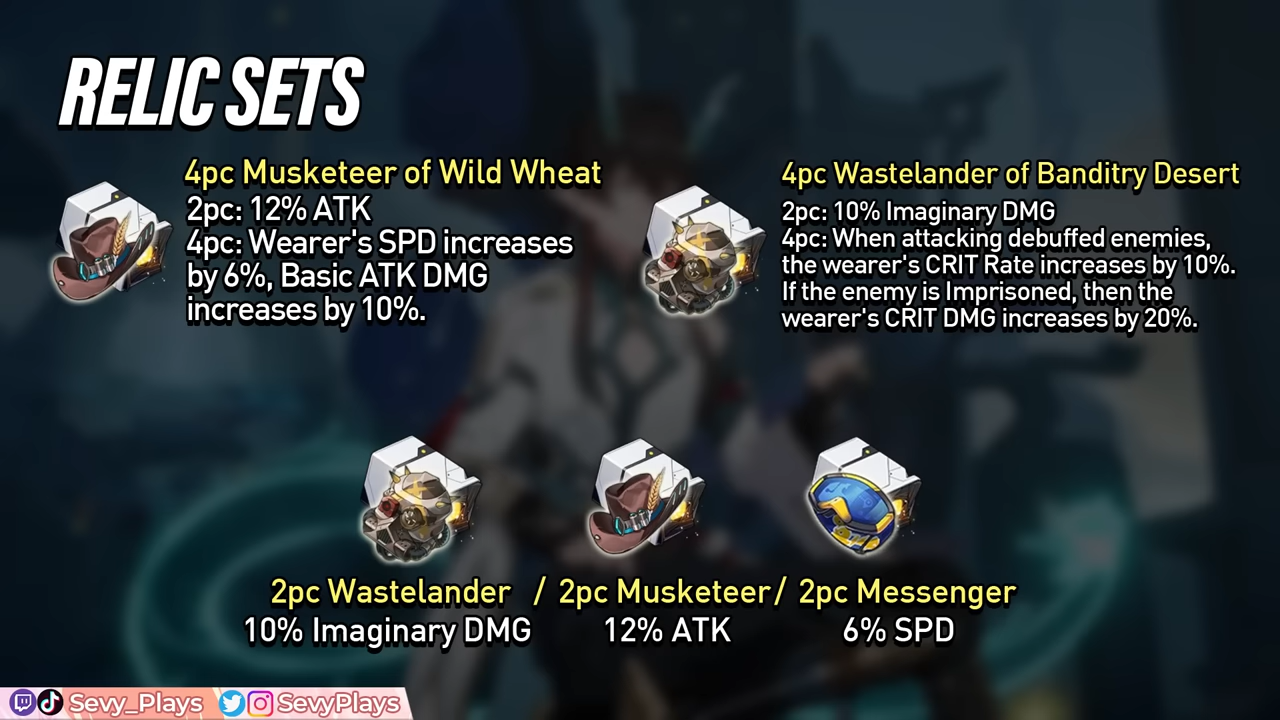 RELIC SETS
4pc Musketeer of Wild Wheat
2pc: 12% ATK
4pc: Wearer's SPD increases
by 6%, Basic ATK DMG
increases by 10%.
4pc Wastelander of Banditry Desert
2pc: 10% Imaginary DMG
4pc: When attacking debuffed enemies,
the wearer's CRIT Rate increases by 10%.
If the enemy is Imprisoned, then the
wearer's CRIT DMG increases by 20%.
2pc Wastelander / 2pc Musketeer / 2pc Messenger
10% Imaginary DMG 12% ATK 6% SPD
Sevy_Plays SevyPlays